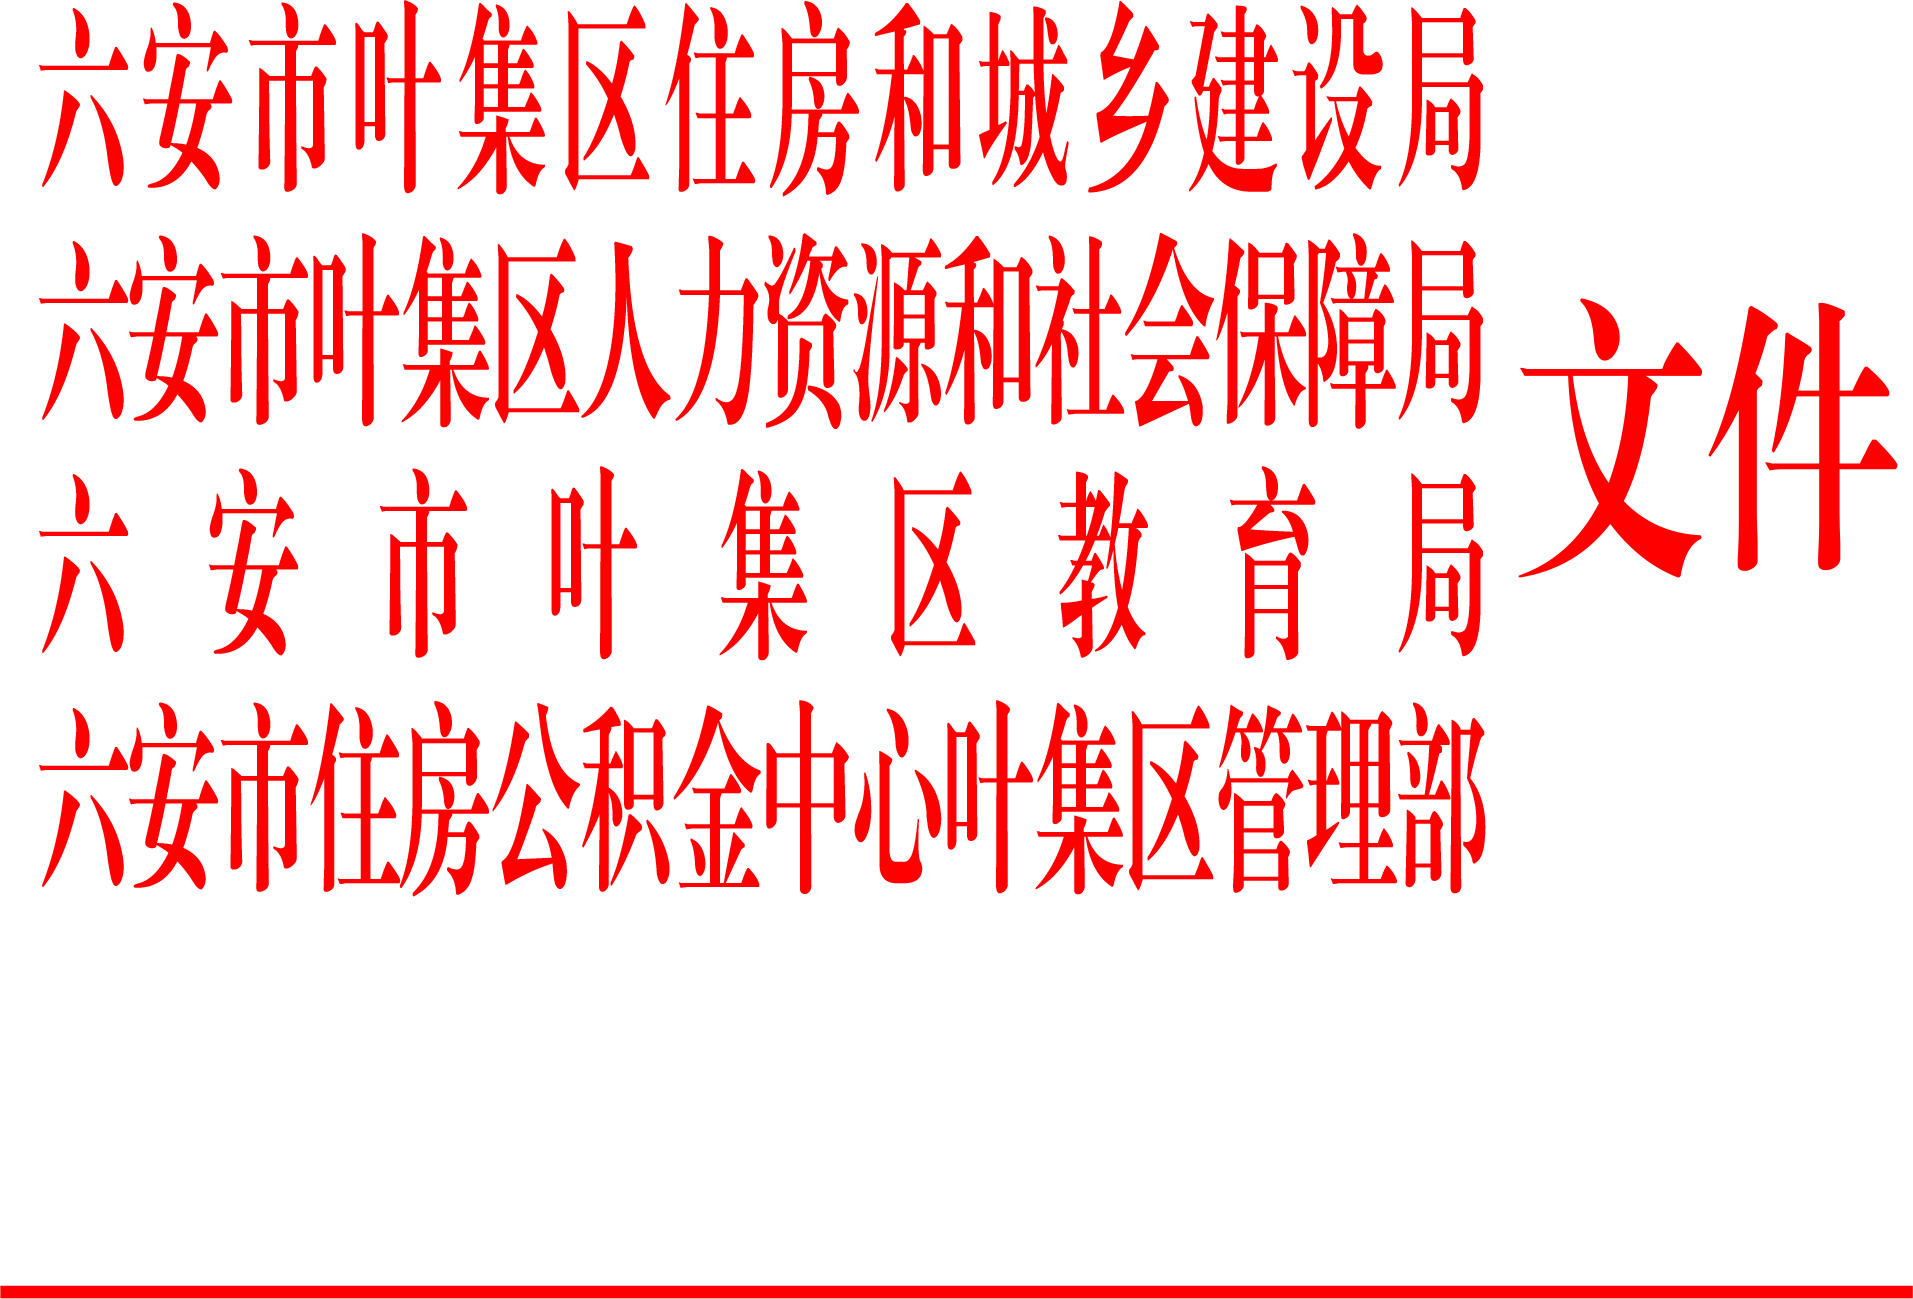 六安市叶集区住房和城乡建设局
六安市叶集区人力资源和社会保障局
六安市叶集区教育局
六安市住房公积金中心叶集区管理部
文件